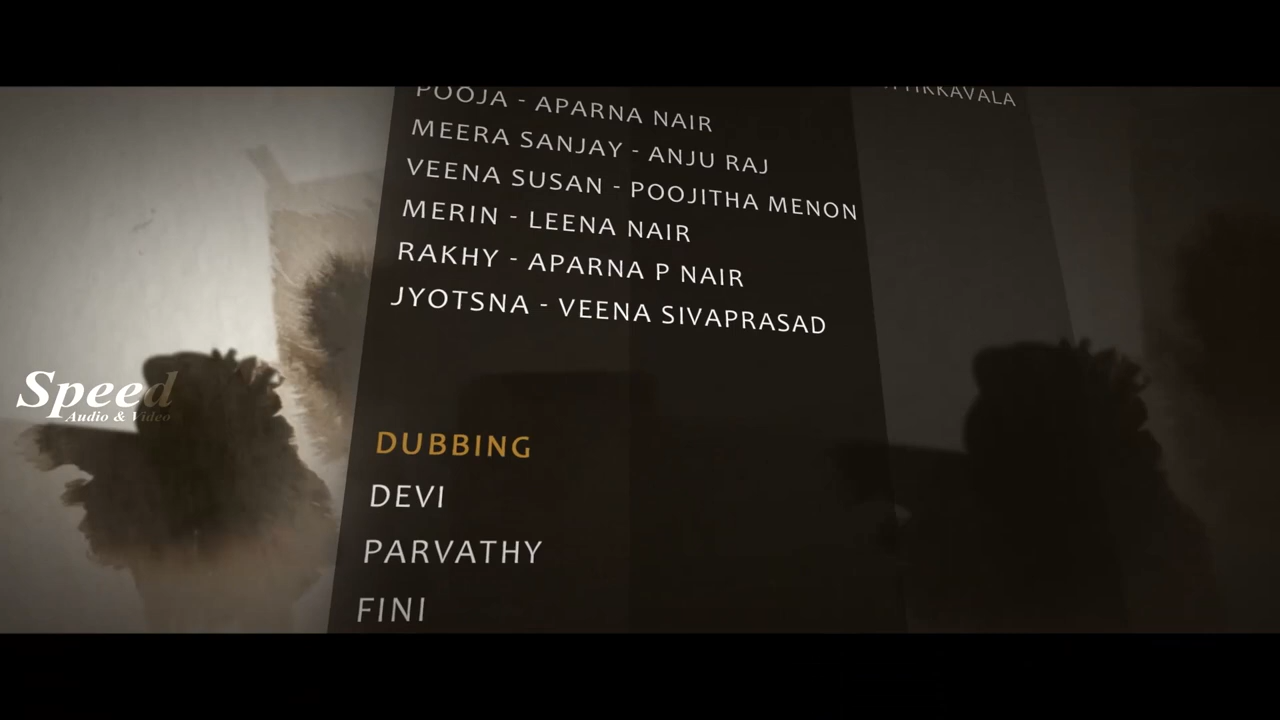 POOJA - APARNA NAIR
MEERA SANJAY - ANJU RAJ
VEENA SUSAN - POOJITHA MENON
MERIN - LEENA NAIR
RAKHY - APARNA P NAIR
JYOTSNA - VEENA SIVAPRASAD
Speed
Audio & Video
DUBBING
DEVI
PARVATHY
FINI